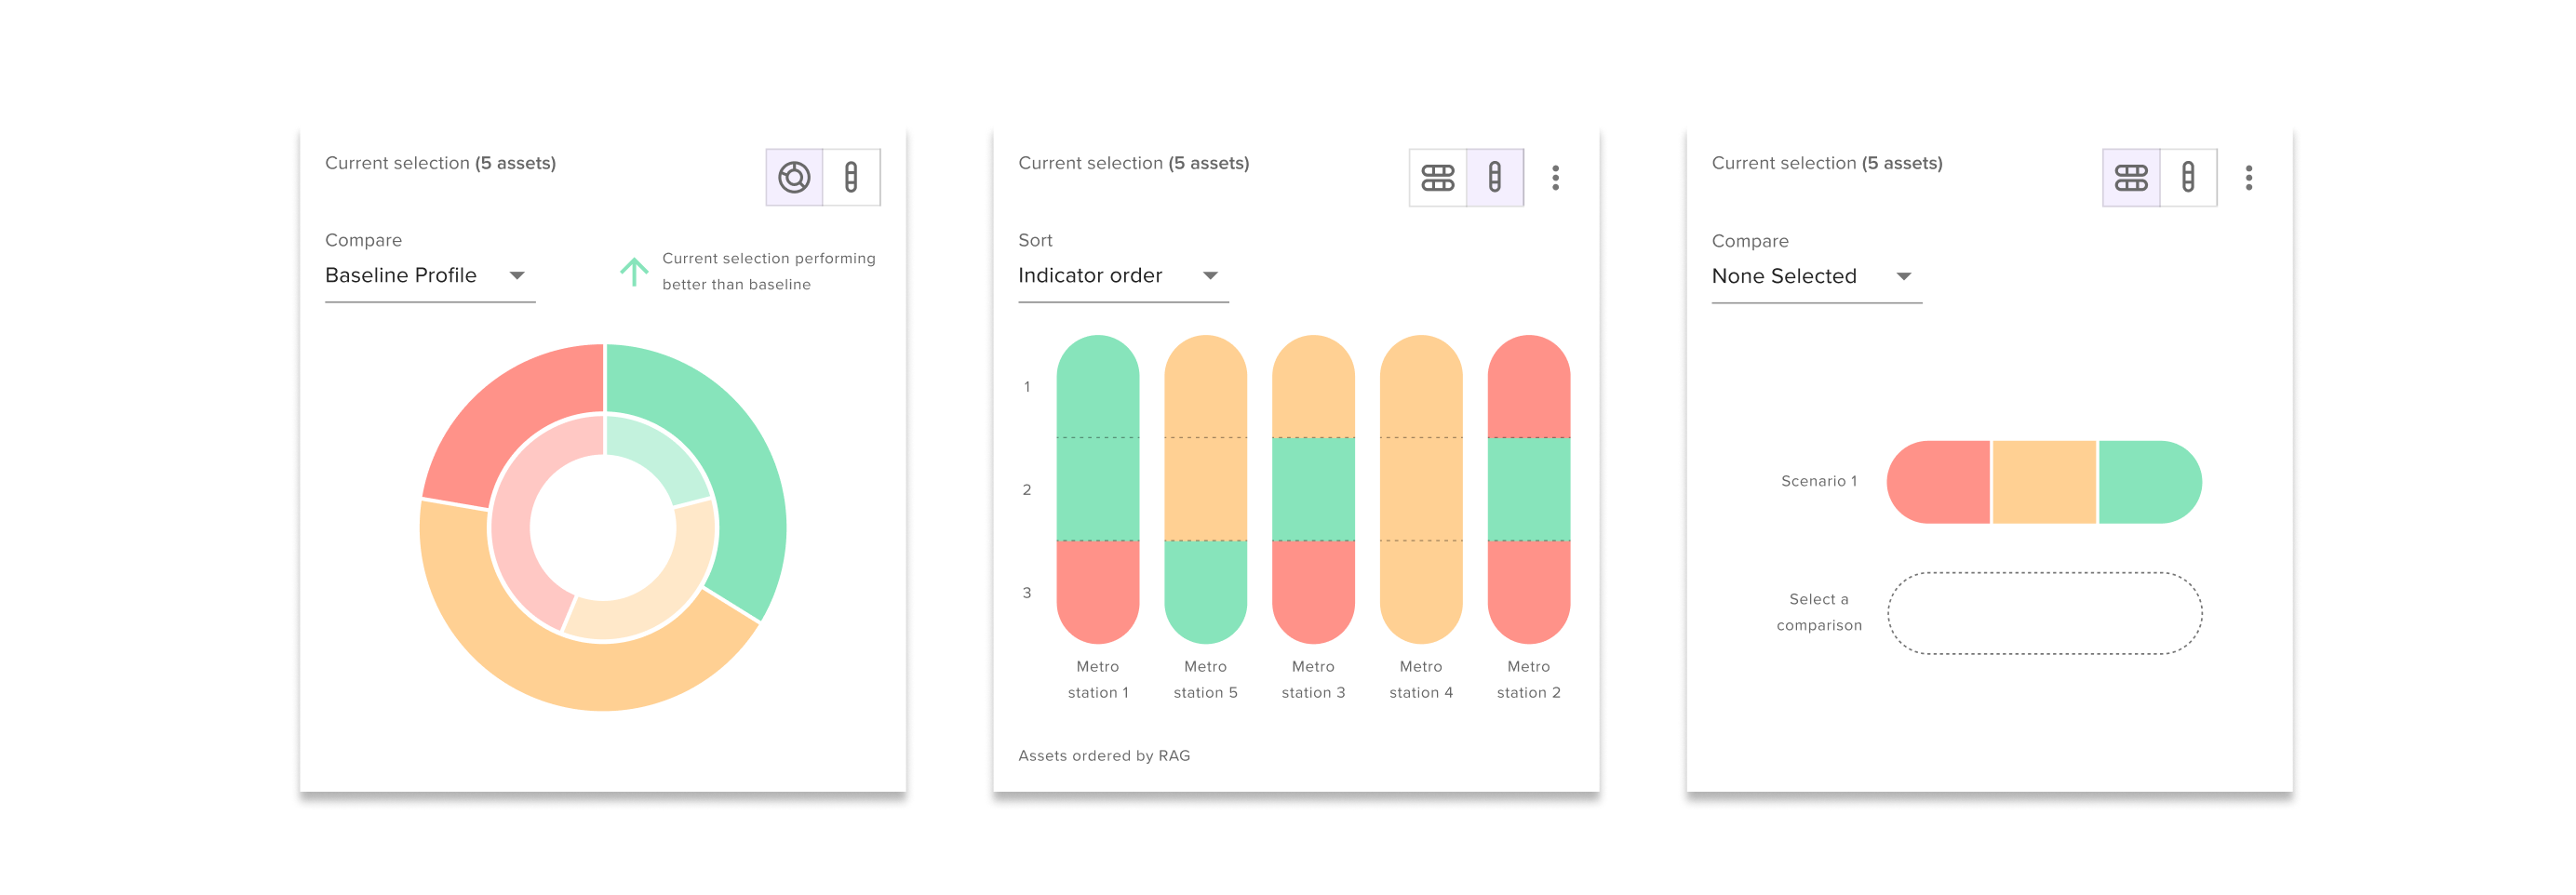 Current selection (5 assets)
Compare
Baseline Profile
Current selection performing
better than baseline
Current selection (5 assets)
Sort
Indicator order
1
2
3
Metro
station 1
Metro
station 5
Metro
station 3
Metro
station 4
Metro
station 2
Assets ordered by RAG
Current selection (5 assets)
Compare
None Selected
Scenario 1
Select a
comparison